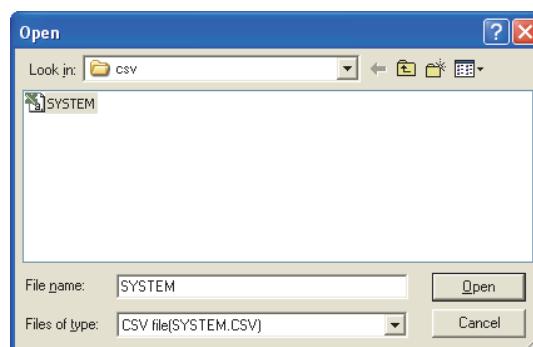 Open
Look in: csv
SYSTEM
File name: SYSTEM Open
Files of type: CSV file(SYSTEM.CSV) Cancel